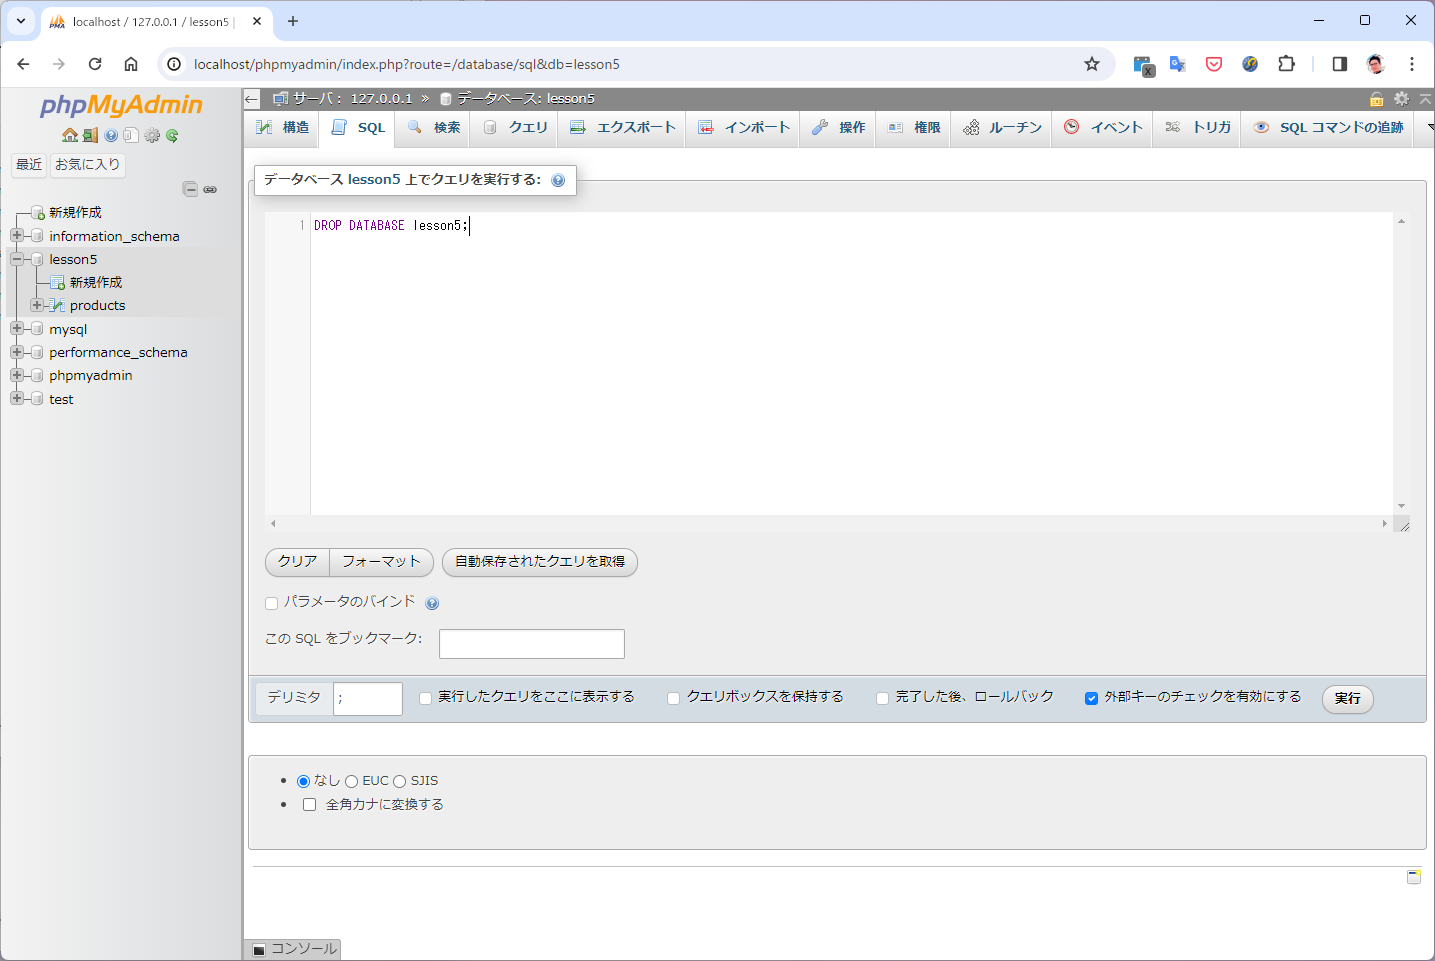 localhost / 127.0.0.1 / lesson5 |
localhost/phpmyadmin/index.php?route=/database/sql&db=lesson5
phpMyAdmin
最近 お気に入り
新規作成
information_schema
lesson5
新規作成
products
mysql
performance_schema
phpmyadmin
test
サーバ: 127.0.0.1 » データベース: lesson5
構造 SQL 検索 クエリ エクスポート インポート 操作 権限 ルーチン イベント トリガ SQL コマンドの追跡
データベース lesson5 上でクエリを実行する:
1 DROP DATABASE lesson5;
クリア フォーマット 自動保存されたクエリを取得
パラメータのバインド
この SQL をブックマーク:
デリミタ ; 実行したクエリをここに表示する クエリボックスを保持する 完了した後、ロールバック 外部キーのチェックを有効にする 実行
なし EUC SJIS
全角カナに変換する
コンソール